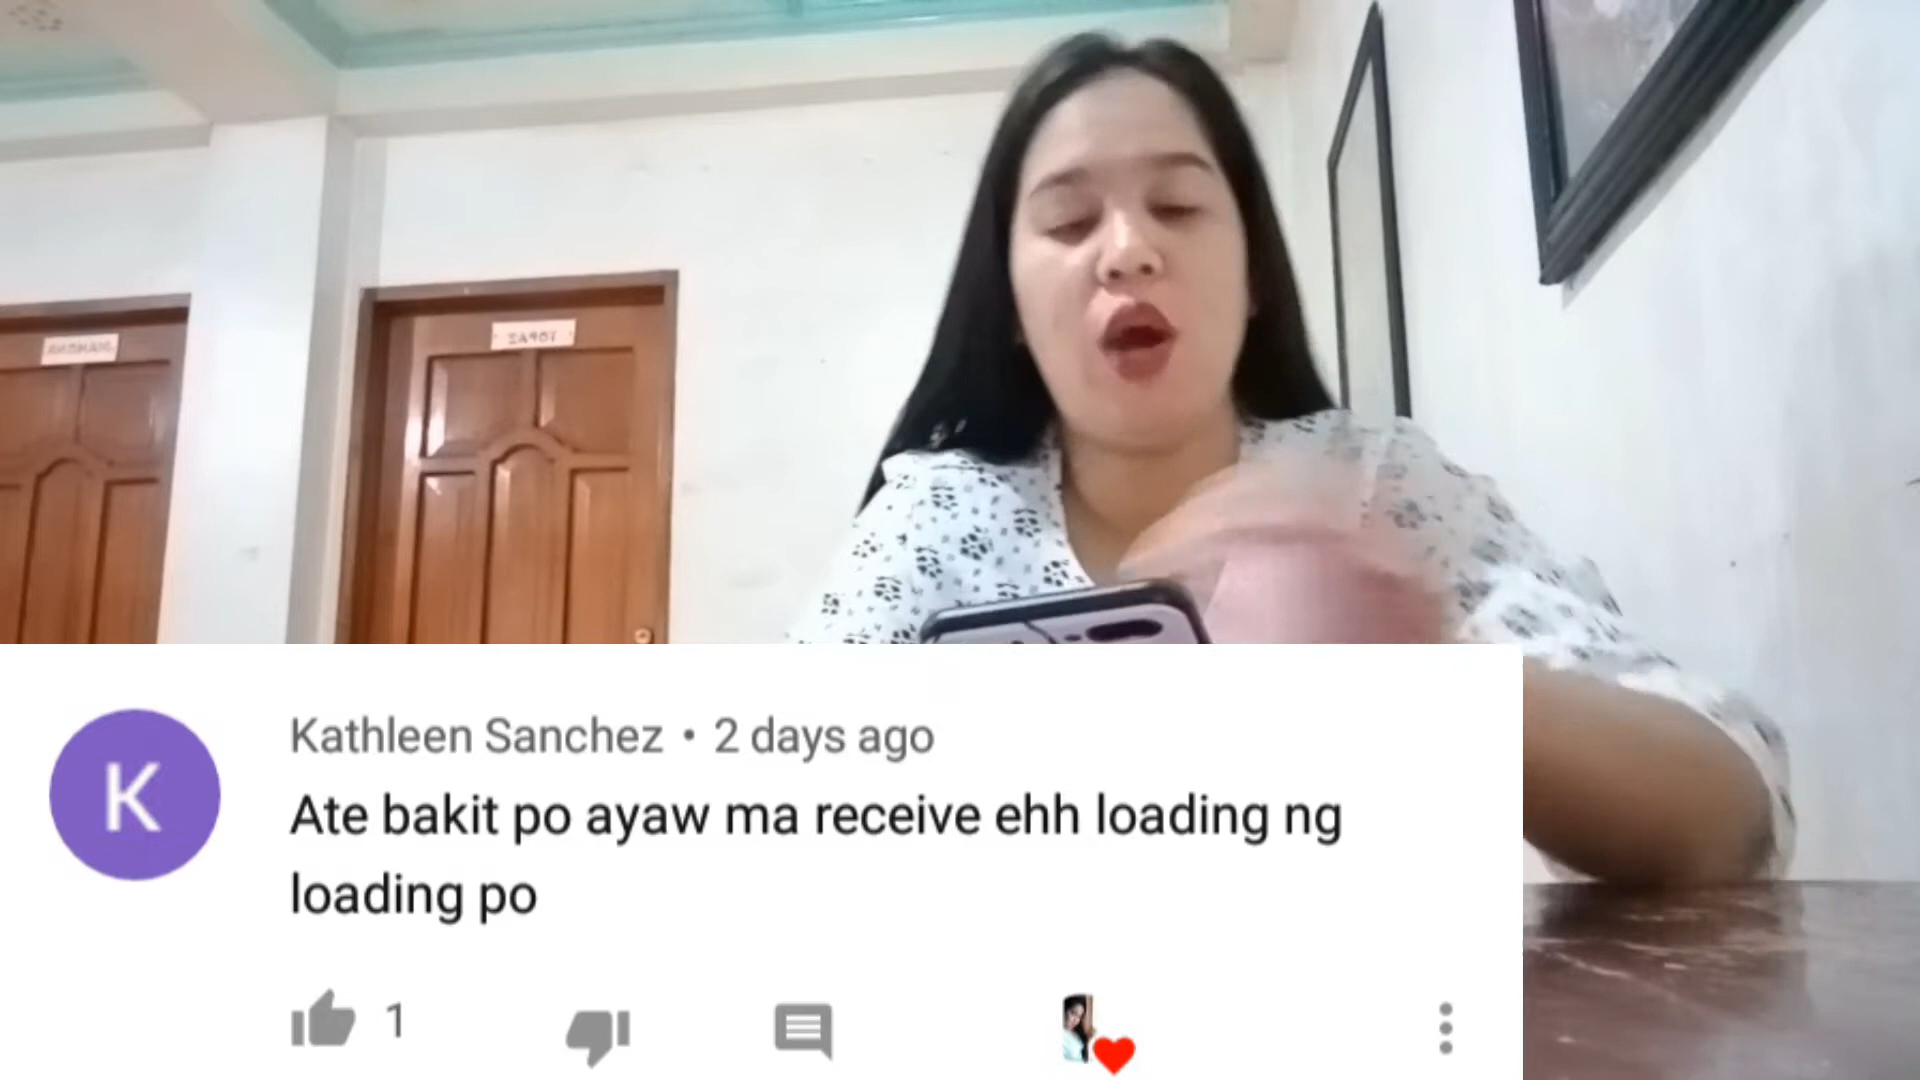 Kathleen Sanchez • 2 days ago
K
Ate bakit po ayaw ma receive ehh loading ng
loading po
1